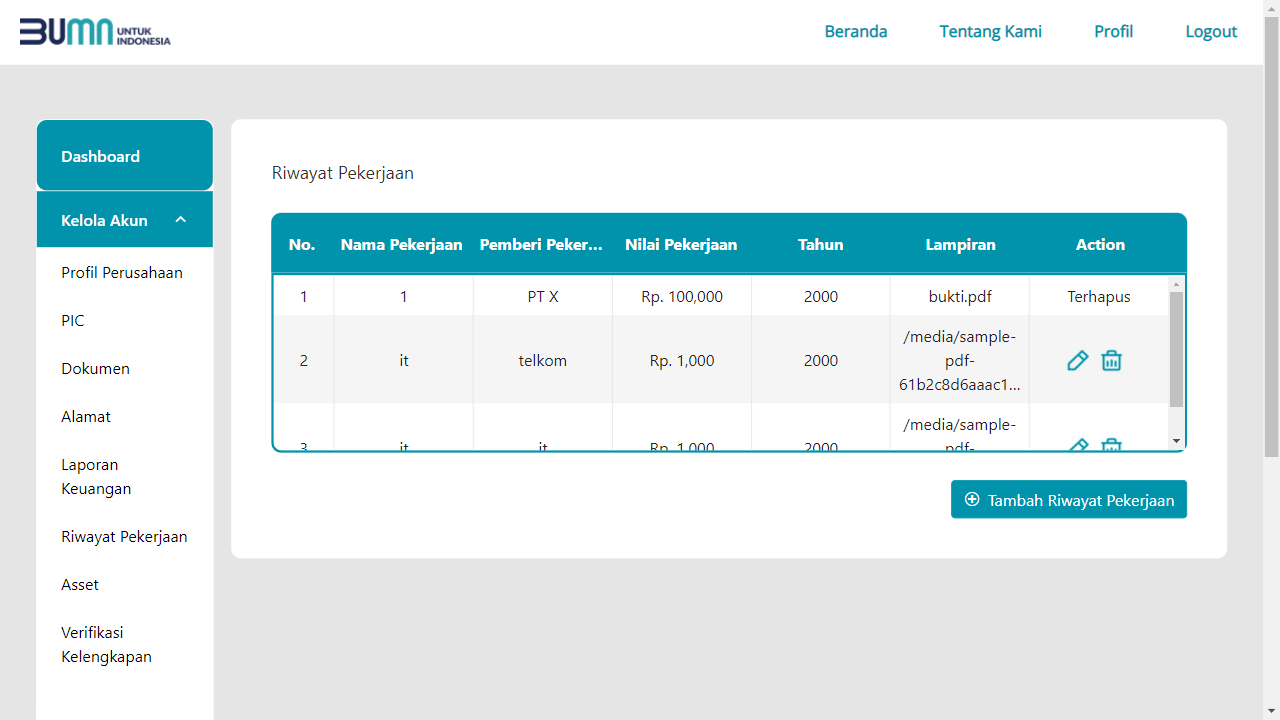 BUMN UNTUK INDONESIA
Beranda Tentang Kami Profil Logout
Dashboard
Kelola Akun
Profil Perusahaan
PIC
Dokumen
Alamat
Laporan
Keuangan
Riwayat Pekerjaan
Asset
Verifikasi
Kelengkapan
Riwayat Pekerjaan
No. Nama Pekerjaan Pemberi Peker... Nilai Pekerjaan Tahun Lampiran Action
1 1 PT X Rp. 100,000 2000 bukti.pdf Terhapus
2 it telkom Rp. 1,000 2000 /media/sample-
pdf-
61b2c8d6aaac1...
3 it it Rp. 1,000 2000 /media/sample-
pdf-
Tambah Riwayat Pekerjaan